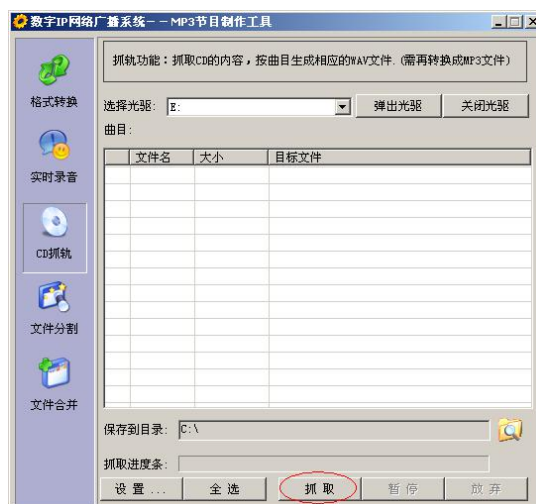 数字IP网络广播系统－－MP3节目制作工具
抓轨功能：抓取CD的内容，按曲目生成相应的WAV文件.(需再转换成MP3文件)
格式转换
实时录音
CD抓轨
文件分割
文件合并
选择光驱: E:
弹出光驱
关闭光驱
曲目:
文件名 大小 目标文件
保存到目录: C:\
抓取进度条:
设 置 ...
全 选
抓 取
暂 停
放 弃